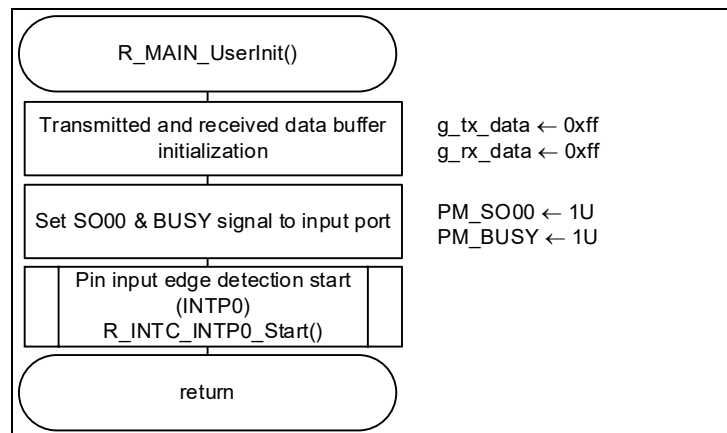 R_MAIN_UserInit()
Transmitted and received data buffer
initialization
g_tx_data ← 0xff
g_rx_data ← 0xff
Set SO00 & BUSY signal to input port
PM_SO00 ← 1U
PM_BUSY ← 1U
Pin input edge detection start
(INTP0)
R_INTC_INTP0_Start()
return